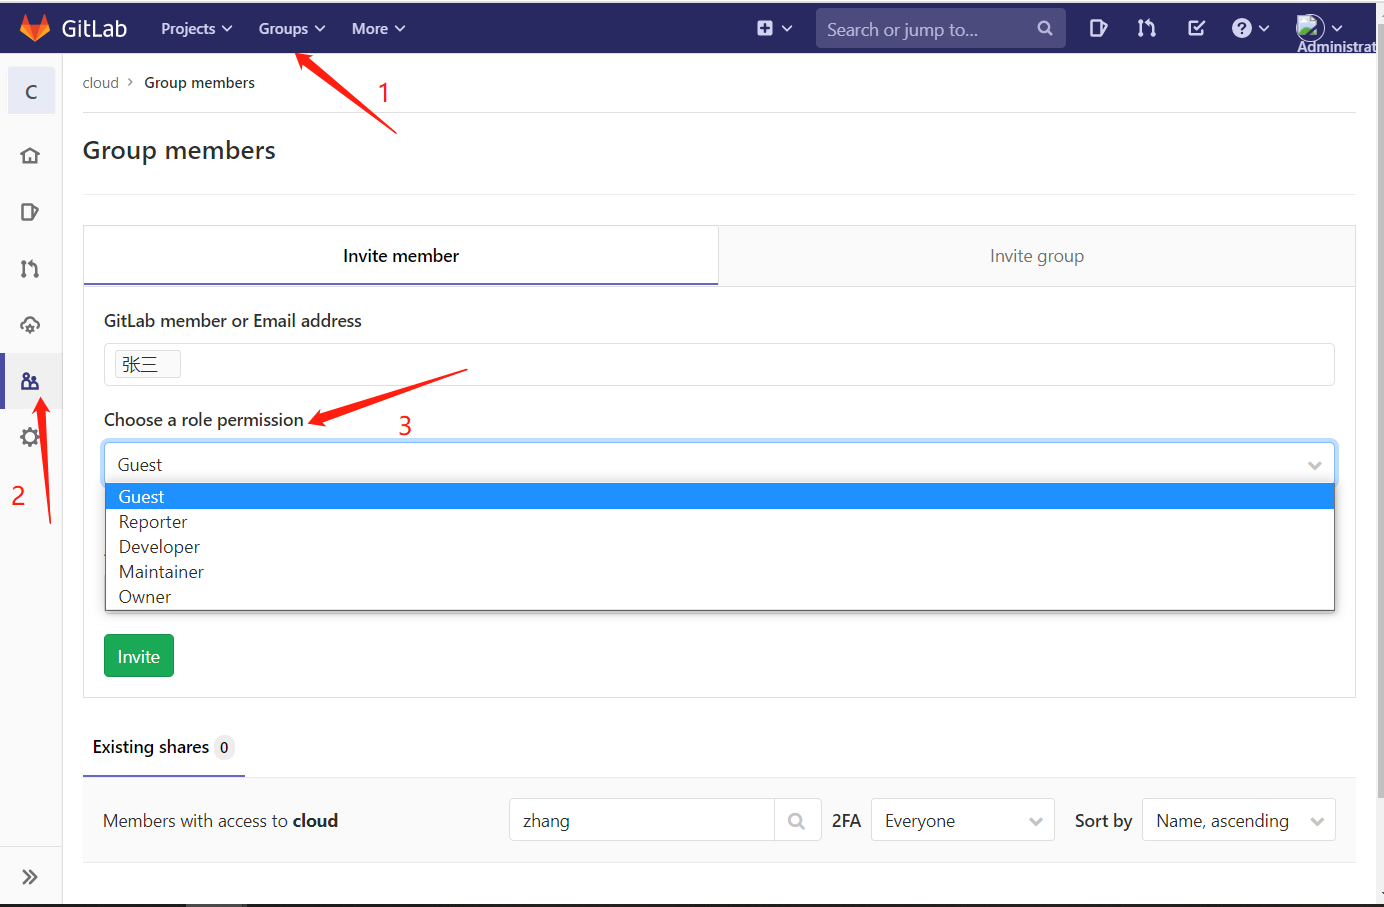 GitLab Projects Groups More Search or jump to... Administrat
C
cloud > Group members
1
Group members
Invite member Invite group
GitLab member or Email address
张三
Choose a role permission
3
Guest
Guest
2
Reporter
Developer
Maintainer
Owner
Invite
Existing shares 0
Members with access to cloud zhang 2FA Everyone Sort by Name, ascending